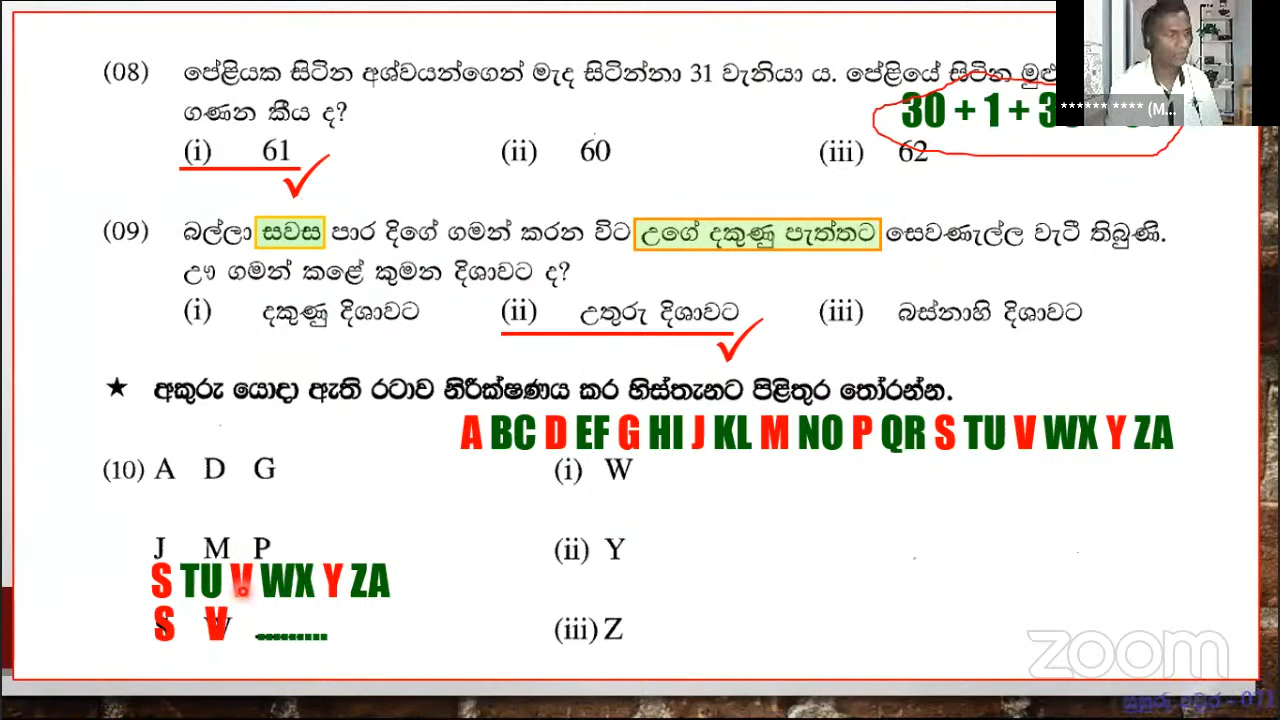 (08) පේළියක සිටින අශ්වයන්ගෙන් මැද සිටින්නා 31 වැනියා ය. පේළියේ සිටින මුළු
ගණන කීය ද?
30 + 1 + 3
****** **** (M...
(i) 61 (ii) 60 (iii) 62
(09) බල්ලා සවස පාර දිගේ ගමන් කරන විට උගේ දකුණු පැත්තට සෙවණැල්ල වැටී තිබුණි.
ඌ ගමන් කළේ කුමන දිශාවට ද?
(i) දකුණු දිශාවට (ii) උතුරු දිශාවට (iii) බස්නාහි දිශාවට
★ අකුරු යොදා ඇති රටාව නිරීක්ෂණය කර හිස්තැනට පිළිතුර තෝරන්න.
A BC D EF G HI J KL M NO P QR S TU V WX Y ZA
(10) A D G (i) W
J M P (ii) Y
S TU V WX Y ZA
S V ......... (iii) Z
zoom